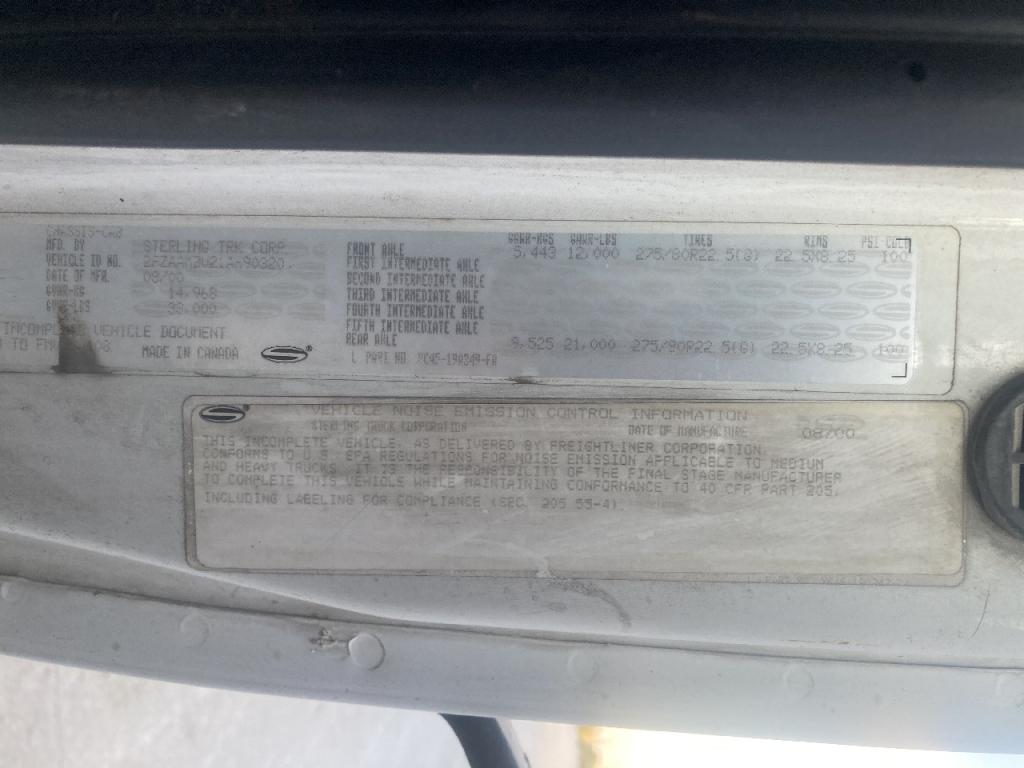 CHASSIS-CAB
MFD. BY STERLING TRK CORP
VEHICLE ID NO.
DATE OF MFR. 08/00
GVWR-KG 14,968
GVWR-LBS 33,000
INCOMPLETE VEHICLE DOCUMENT
TO
MADE IN CANADA
GAWR-KGS GAWR-LBS TIRES RIMS PSI-COLD
FRONT AXLE 5,443 12,000 275/80R22 5(G) 22 5X8 25 100
FIRST INTERMEDIATE AXLE
SECOND INTERMEDIATE AXLE
THIRD INTERMEDIATE AXLE
FOURTH INTERMEDIATE AXLE
FIFTH INTERMEDIATE AXLE
REAR AXLE 9,525 21,000 275/80R22 5(G) 22 5X8 25 100
PART NO.
VEHICLE NOISE EMISSION CONTROL INFORMATION
STERLING TRUCK CORPORATION DATE OF MANUFACTURE 08/00
THIS INCOMPLETE VEHICLE, AS DELIVERED BY FREIGHTLINER CORPORATION,
CONFORMS TO U.S. EPA REGULATIONS FOR NOISE EMISSION APPLICABLE TO MEDIUM
AND HEAVY TRUCKS. IT IS THE RESPONSIBILITY OF THE FINAL STAGE MANUFACTURER
TO COMPLETE THIS VEHICLE WHILE MAINTAINING CONFORMANCE TO 40 CFR PART 205,
INCLUDING LABELING FOR COMPLIANCE (SEC. 205 55-4).